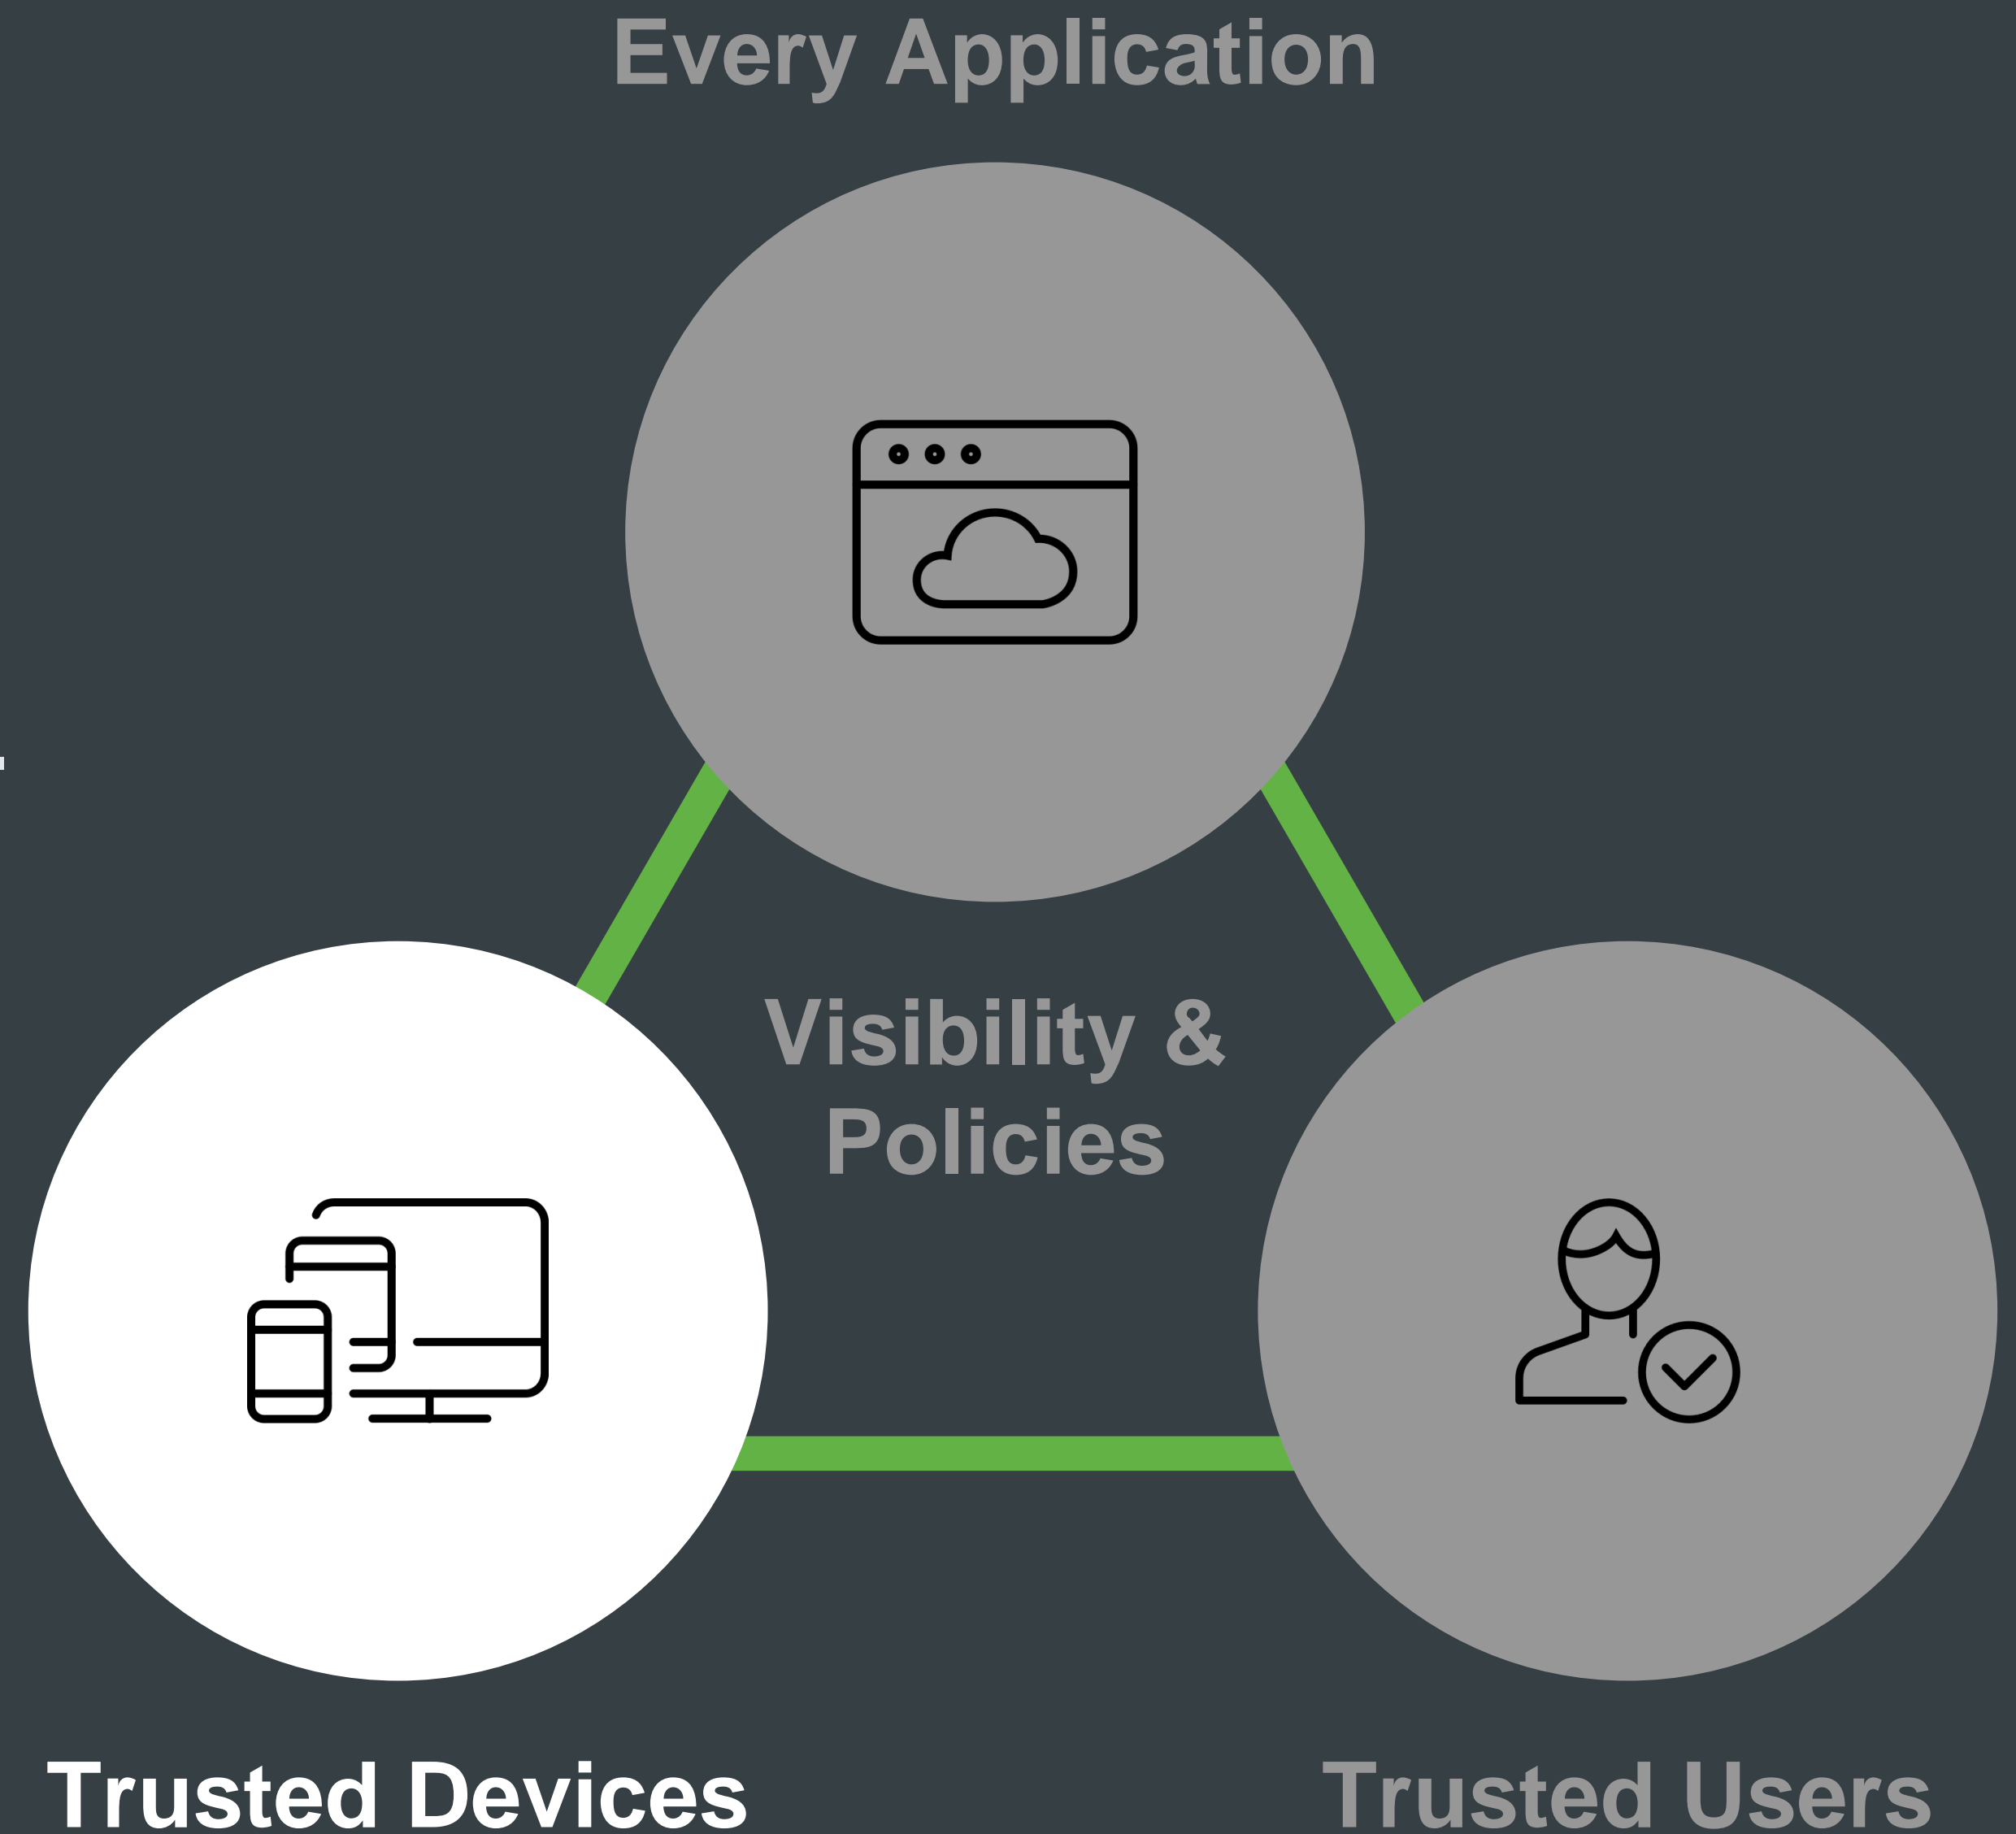 Every Application
Visibility &
Policies
Trusted Devices
Trusted Users